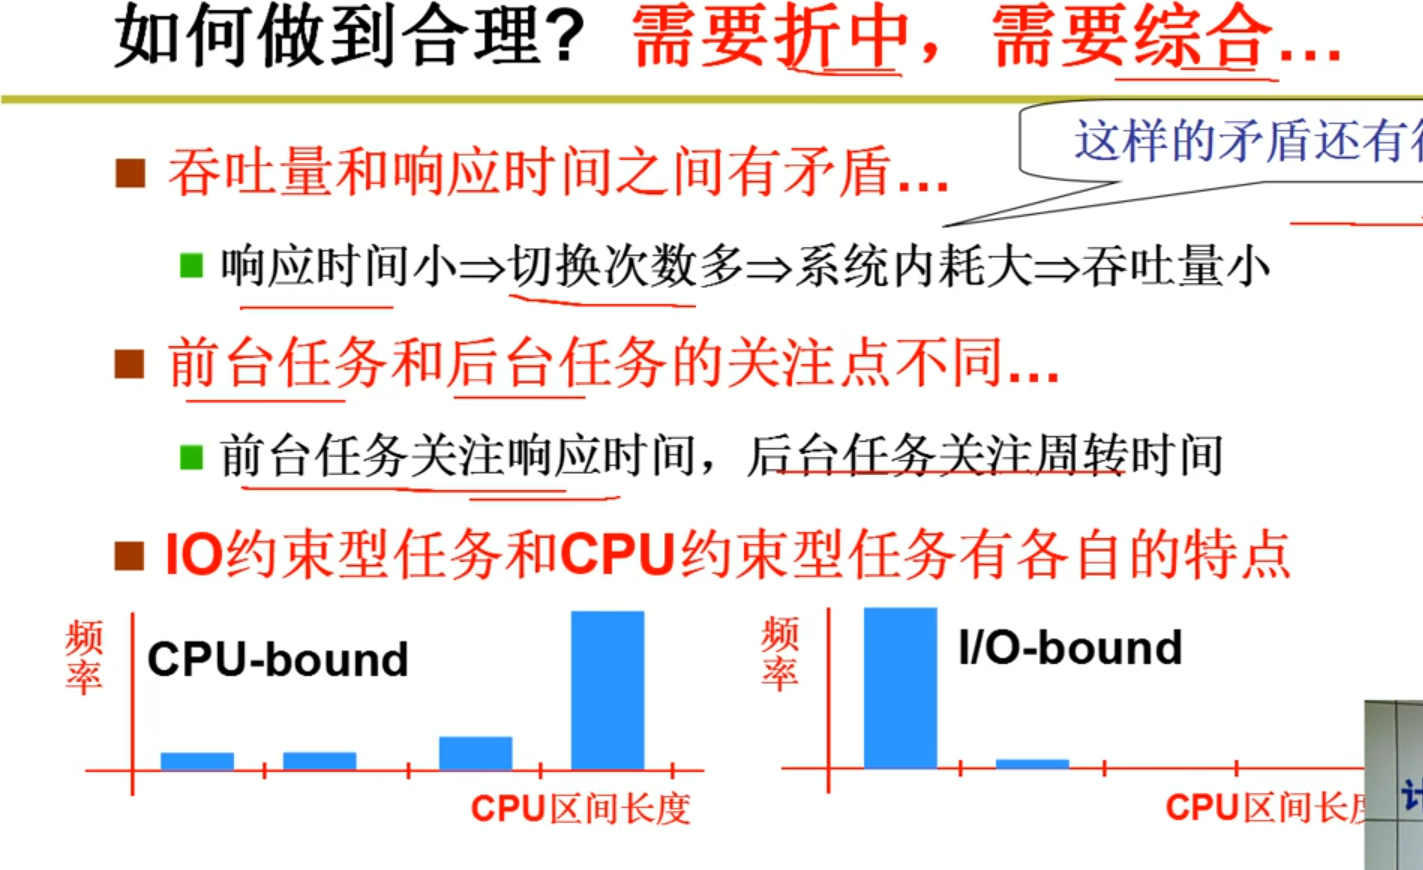 如何做到合理? 需要折中，需要综合...
这样的矛盾还有
吞吐量和响应时间之间有矛盾...
响应时间小⇒切换次数多⇒系统内耗大⇒吞吐量小
前台任务和后台任务的关注点不同...
前台任务关注响应时间，后台任务关注周转时间
IO约束型任务和CPU约束型任务有各自的特点
频率
CPU-bound
CPU区间长度
频率
I/O-bound
CPU区间长